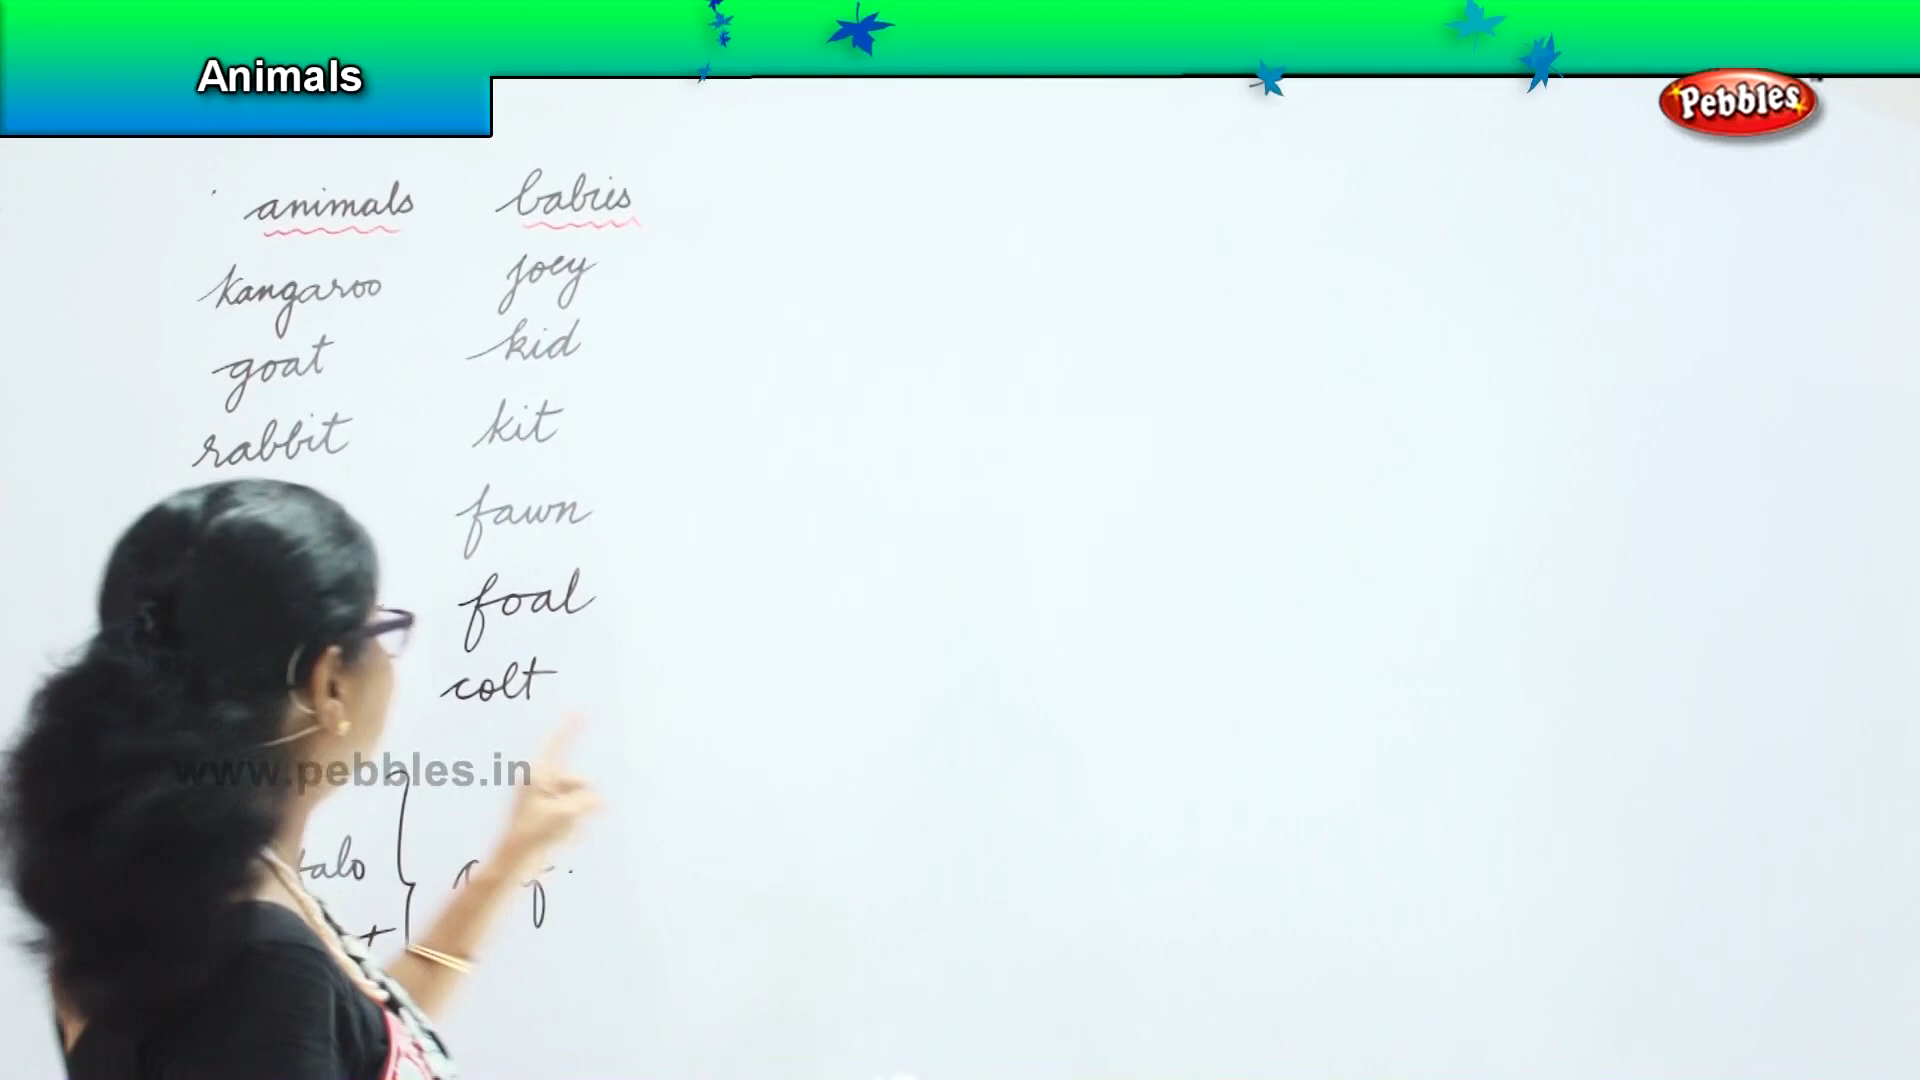 Animals
Pebbles
animals babies
kangaroo joey
goat kid
rabbit kit
fawn
foal
colt
www.pebbles.in